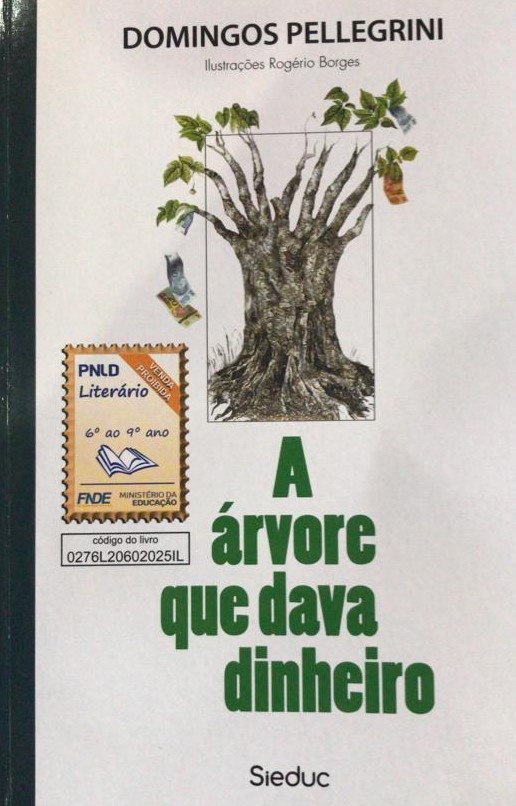 DOMINGOS PELLEGRINI
Ilustrações Rogério Borges
PNLD
Literário
VENDA
PROIBIDA
6º ao 9º ano
FNDE MINISTÉRIO DA
EDUCAÇÃO
código do livro
0276L20602025IL
A
árvore
que dava
dinheiro
Sieduc